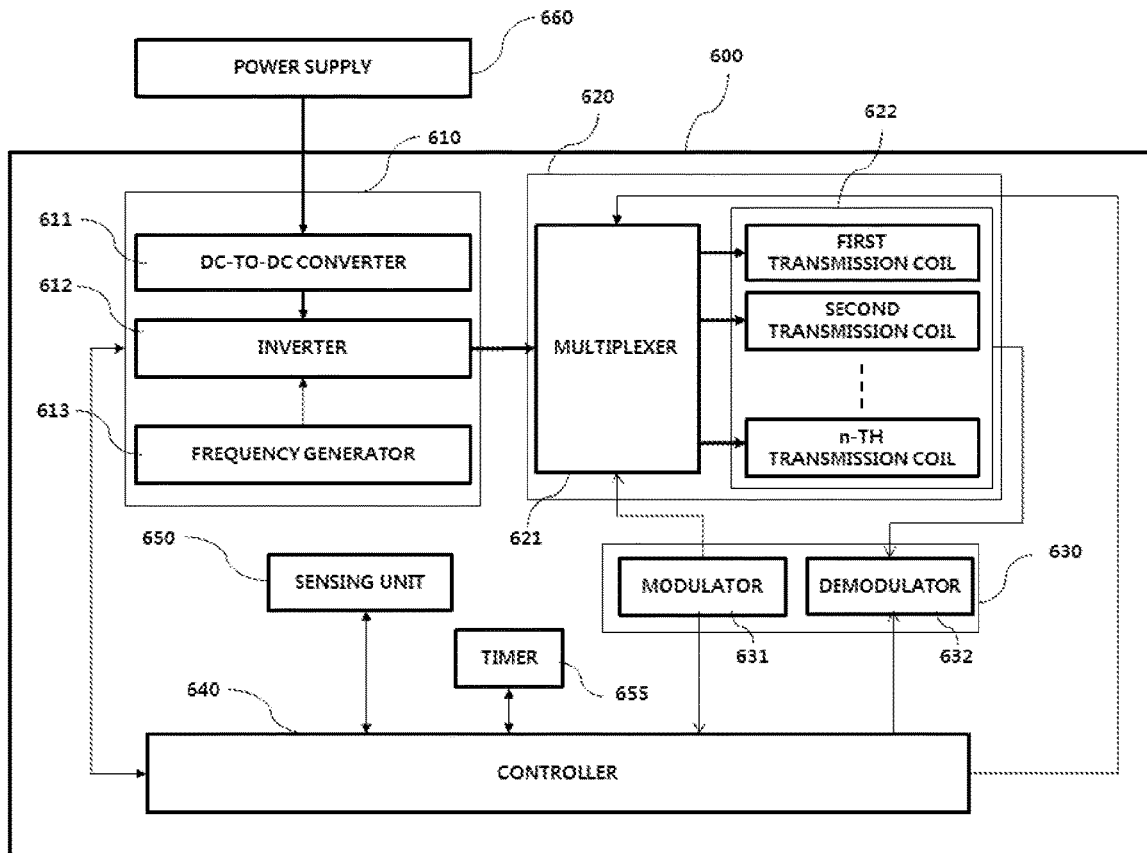 660
POWER SUPPLY
600
620
622
610
611
DC-TO-DC CONVERTER
612
INVERTER
613
FREQUENCY GENERATOR
MULTIPLEXER
FIRST
TRANSMISSION COIL
SECOND
TRANSMISSION COIL
n-TH
TRANSMISSION COIL
621
650
SENSING UNIT
MODULATOR
DEMODULATOR
630
631
632
TIMER
655
640
CONTROLLER